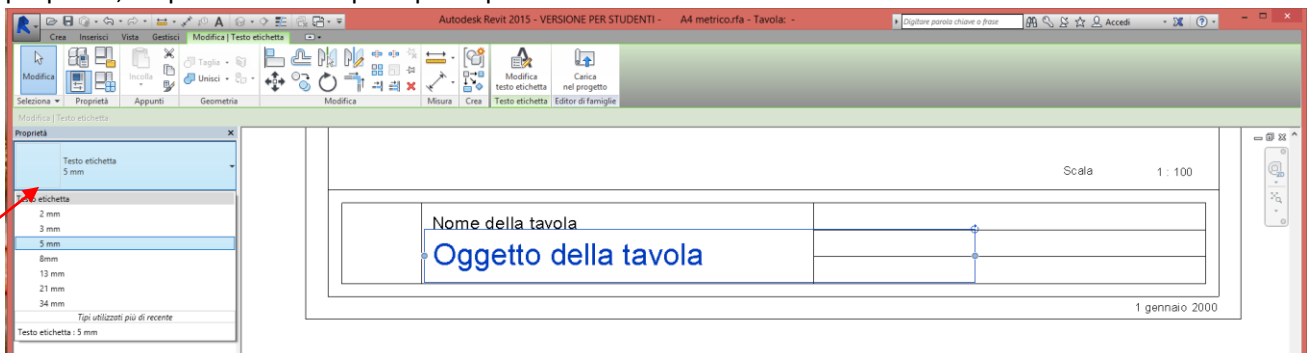 Autodesk Revit 2015 - VERSIONE PER STUDENTI - A4 metrico.rfa - Tavola: -
Digitare parola chiave o frase
Accedi
Crea Inserisci Vista Gestisci Modifica | Testo etichetta
Modifica
Incolla
Taglia
Unisci
Modifica
testo etichetta
Carica
nel progetto
Seleziona Proprietà Appunti Geometria Modifica Misura Crea Testo etichetta Editor di famiglie
Modifica | Testo etichetta
Proprietà
Testo etichetta
5 mm
Testo etichetta
2 mm
3 mm
5 mm
8mm
13 mm
21 mm
34 mm
Tipi utilizzati più di recente
Testo etichetta : 5 mm
Scala 1 : 100
Nome della tavola
Oggetto della tavola
1 gennaio 2000